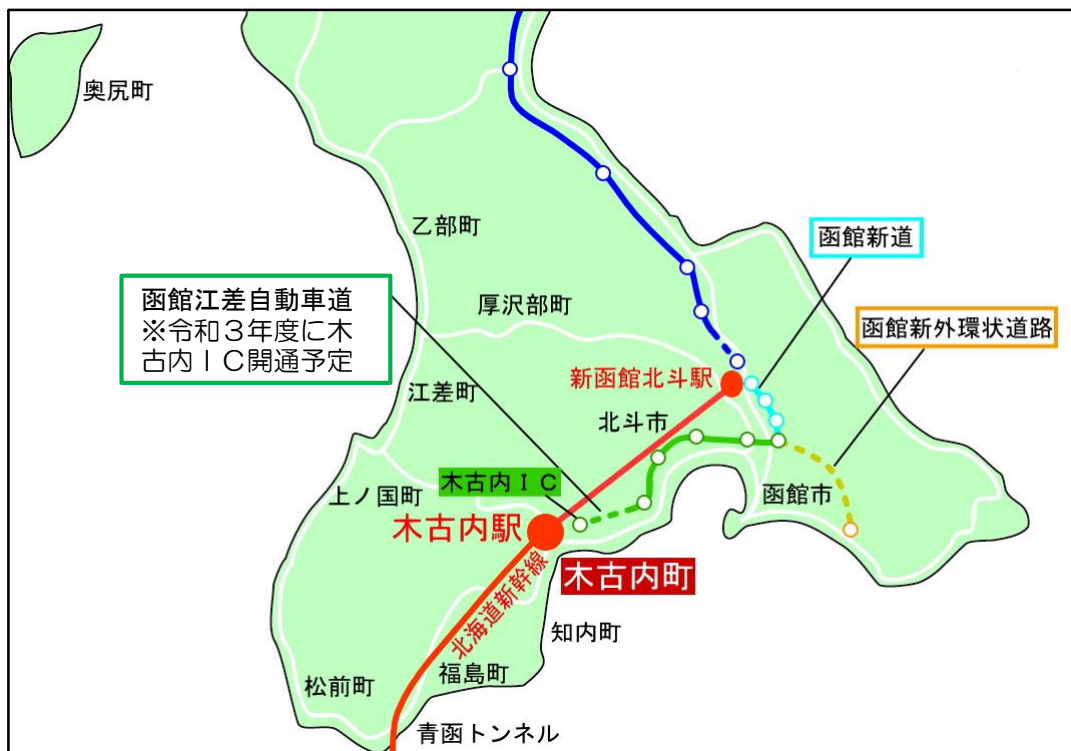 奥尻町
乙部町
函館新道
函館江差自動車道
※令和３年度に木
古内ＩＣ開通予定
厚沢部町
函館新外環状道路
新函館北斗駅
江差町
北斗市
木古内ＩＣ
上ノ国町
函館市
木古内駅
木古内町
北海道新幹線
知内町
福島町
松前町
青函トンネル